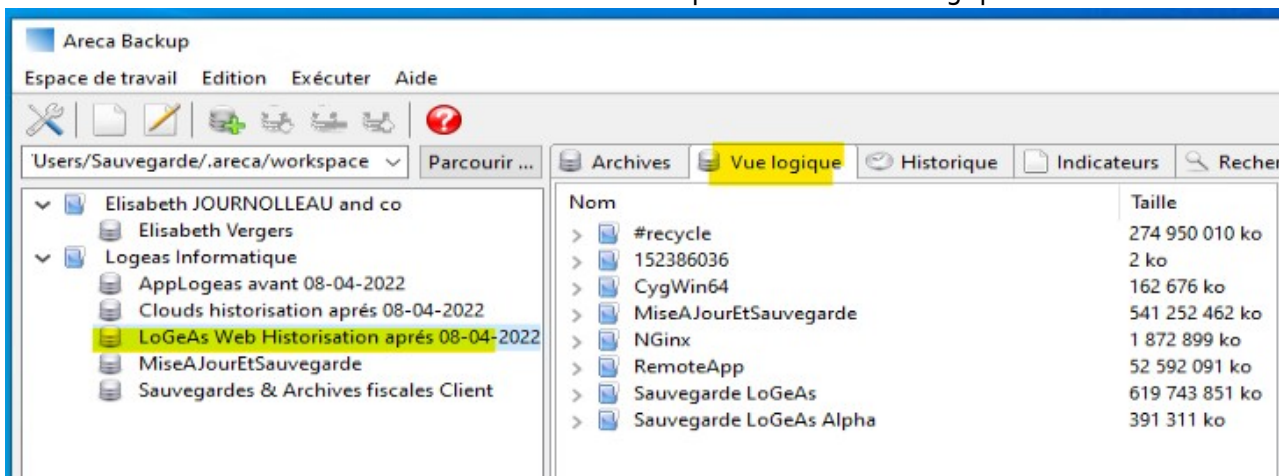 Areca Backup
Espace de travail Edition Exécuter Aide
Users/Sauvegarde/.areca/workspace Parcourir ... Archives Vue logique Historique Indicateurs
Elisabeth JOURNOLLEAU and co
Elisabeth Vergers
Logeas Informatique
AppLogeas avant 08-04-2022
Clouds historisation aprés 08-04-2022
LoGeAs Web Historisation aprés 08-04-2022
MiseAJourEtSauvegarde
Sauvegardes & Archives fiscales Client
Nom Taille
#recycle 274 950 010 ko
152386036 2 ko
CygWin64 162 676 ko
MiseAJourEtSauvegarde 541 252 462 ko
NGinx 1 872 899 ko
RemoteApp 52 592 091 ko
Sauvegarde LoGeAs 619 743 851 ko
Sauvegarde LoGeAs Alpha 391 311 ko